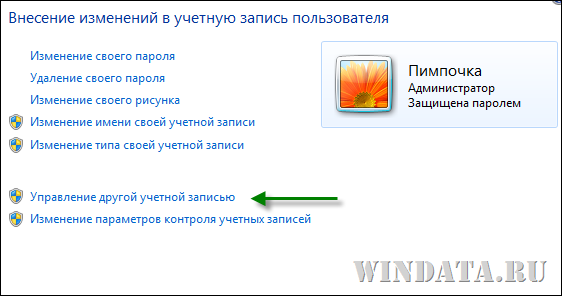 Внесение изменений в учетную запись пользователя
Изменение своего пароля
Удаление своего пароля
Изменение своего рисунка
Изменение имени своей учетной записи
Изменение типа своей учетной записи
Пимпочка
Администратор
Защищена паролем
Управление другой учетной записью
Изменение параметров контроля учетных записей
WINDATA.RU